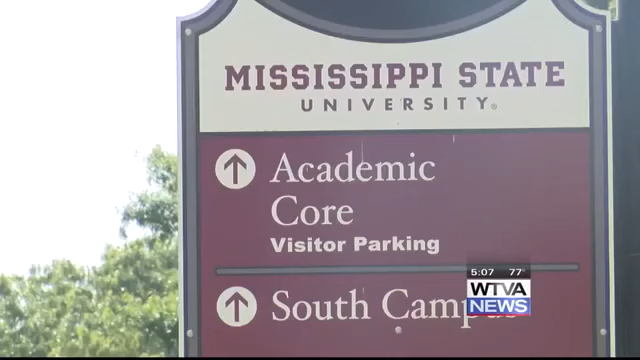 MISSISSIPPI STATE
UNIVERSITY®
Academic
Core
Visitor Parking
5:07 77°
WTVA
NEWS
South Campus